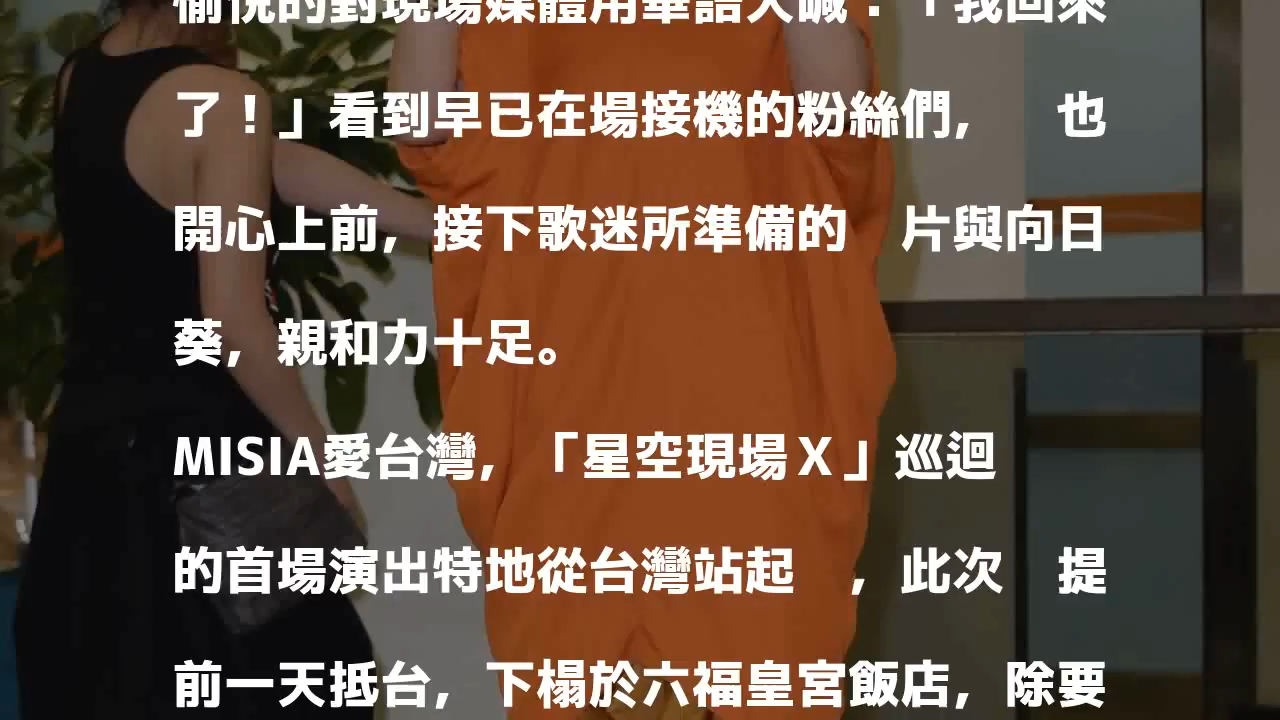 愉悅的對現場媒體用華語大喊：「我回來
了！」看到早已在場接機的粉絲們,　也
開心上前, 接下歌迷所準備的　片與向日
葵, 親和力十足。
MISIA愛台灣, 「星空現場Ｘ」巡迴
的首場演出特地從台灣站起　, 此次　提
前一天抵台, 下榻於六福皇宮飯店, 除要